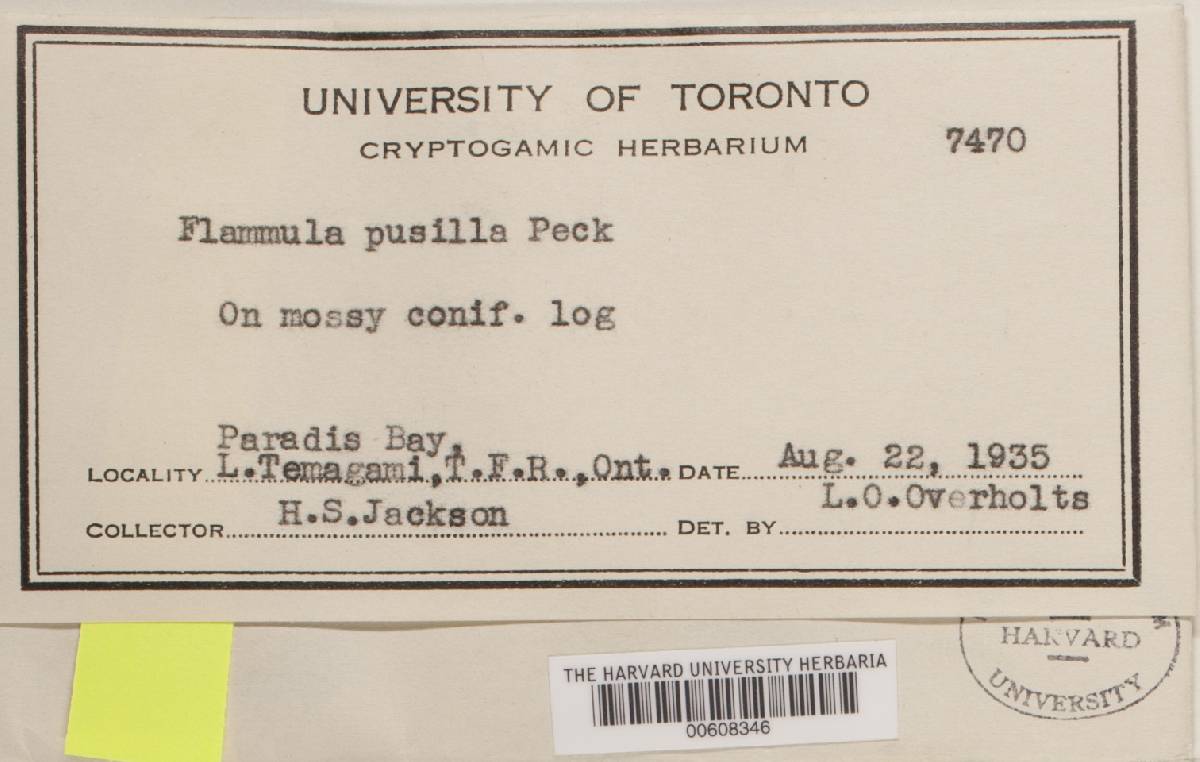 UNIVERSITY OF TORONTO
CRYPTOGAMIC HERBARIUM 7470
Flammula pusilla Peck
On mossy conif. log
Paradis Bay,
LOCALITY L.Temagami,T.F.R.,Ont. DATE Aug. 22, 1935
COLLECTOR H.S.Jackson DET. BY L.O.Overholts
THE HARVARD UNIVERSITY HERBARIA
00608346
HARVARD
UNIVERSITY